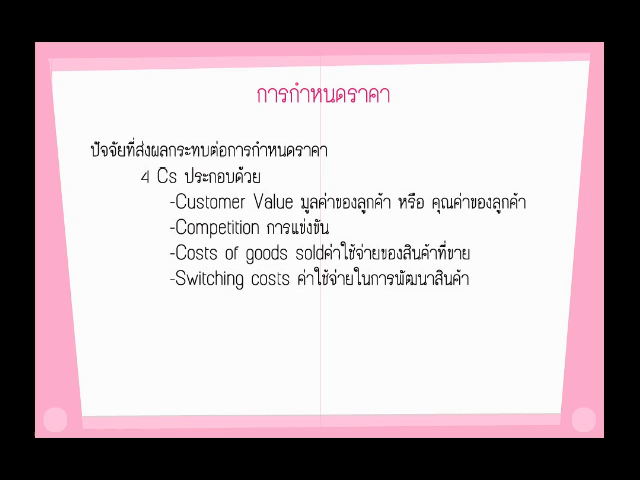 การกำหนดราคา
ปัจจัยที่ส่งผลกระทบต่อการกำหนดราคา
4 Cs ประกอบด้วย
-Customer Value มูลค่าของลูกค้า หรือ คุณค่าของลูกค้า
-Competition การแข่งขัน
-Costs of goods soldค่าใช้จ่ายของสินค้าที่ขาย
-Switching costs ค่าใช้จ่ายในการพัฒนาสินค้า